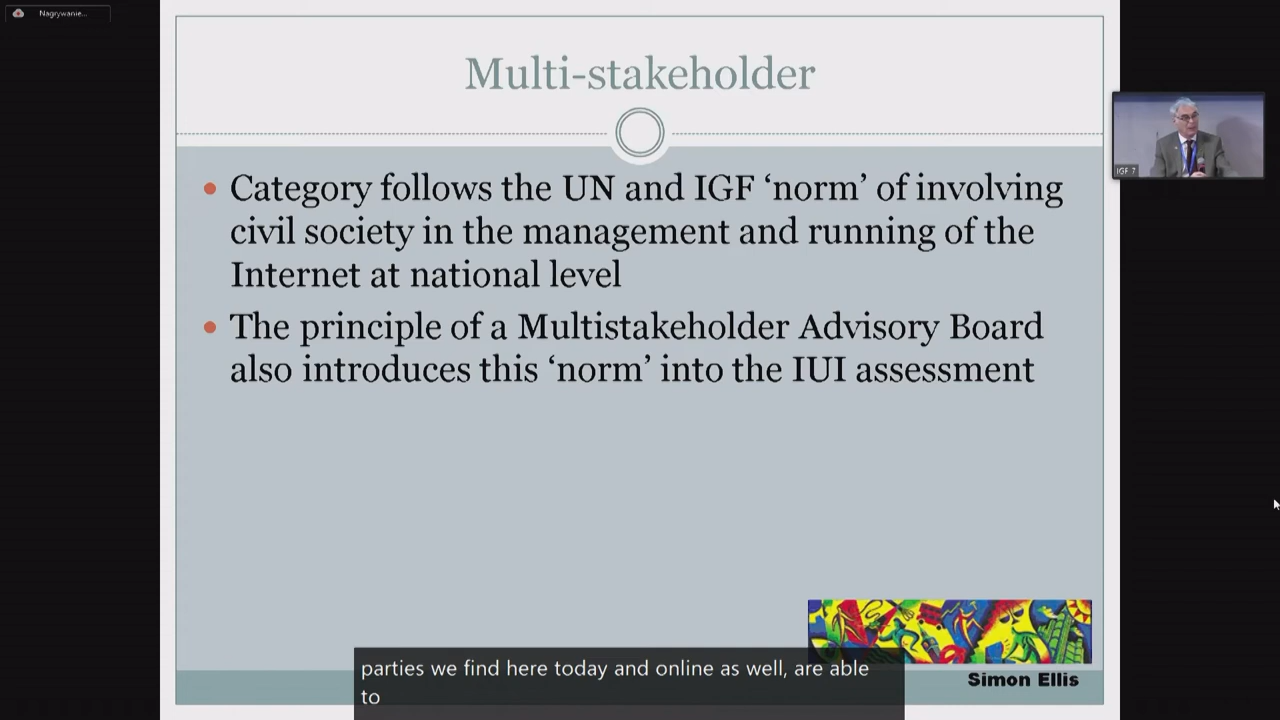 Nagrywanie...
Multi-stakeholder
Category follows the UN and IGF ‘norm’ of involving
civil society in the management and running of the
Internet at national level
The principle of a Multistakeholder Advisory Board
also introduces this ‘norm’ into the IUI assessment
IGF 7
Simon Ellis
parties we find here today and online as well, are able
to